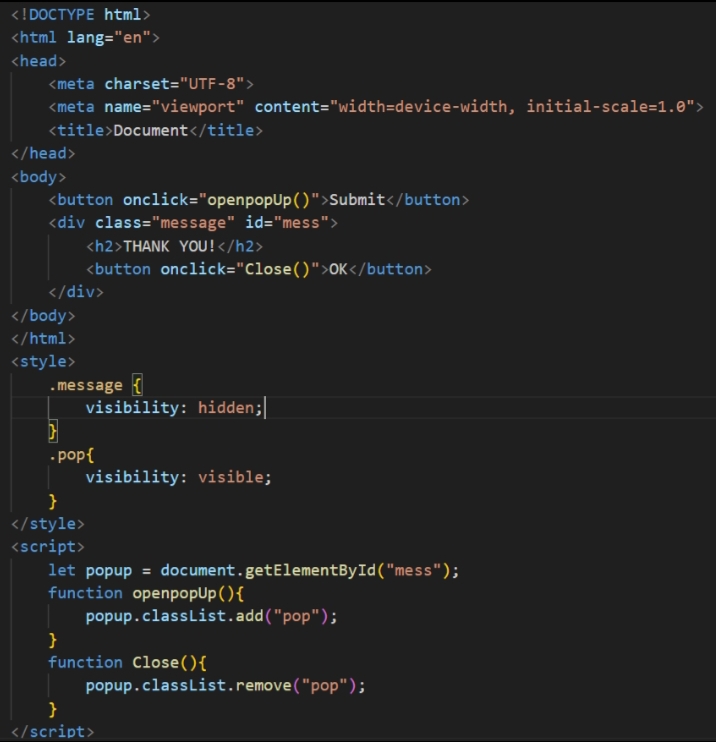 <!DOCTYPE html>
<html lang="en">
<head>
    <meta charset="UTF-8">
    <meta name="viewport" content="width=device-width, initial-scale=1.0">
    <title>Document</title>
</head>
<body>
    <button onclick="openpopUp()">Submit</button>
    <div class="message" id="mess">
        <h2>THANK YOU!</h2>
        <button onclick="Close()">OK</button>
    </div>
</body>
</html>
<style>
    .message {
        visibility: hidden;
    }
    .pop{
        visibility: visible;
    }
</style>
<script>
    let popup = document.getElementById("mess");
    function openpopUp(){
        popup.classList.add("pop");
    }
    function Close(){
        popup.classList.remove("pop");
    }
</script>